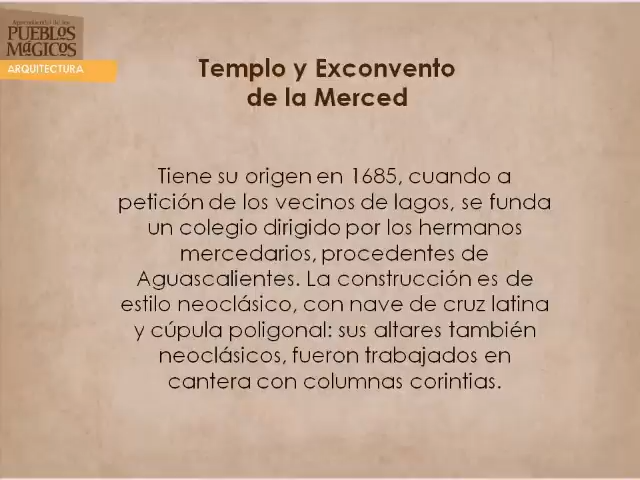 PUEBLOS
MÁGICOS
ARQUITECTURA
Templo y Exconvento
de la Merced
Tiene su origen en 1685, cuando a
petición de los vecinos de lagos, se funda
un colegio dirigido por los hermanos
mercedarios, procedentes de
Aguascalientes. La construcción es de
estilo neoclásico, con nave de cruz latina
y cúpula poligonal: sus altares también
neoclásicos, fueron trabajados en
cantera con columnas corintias.